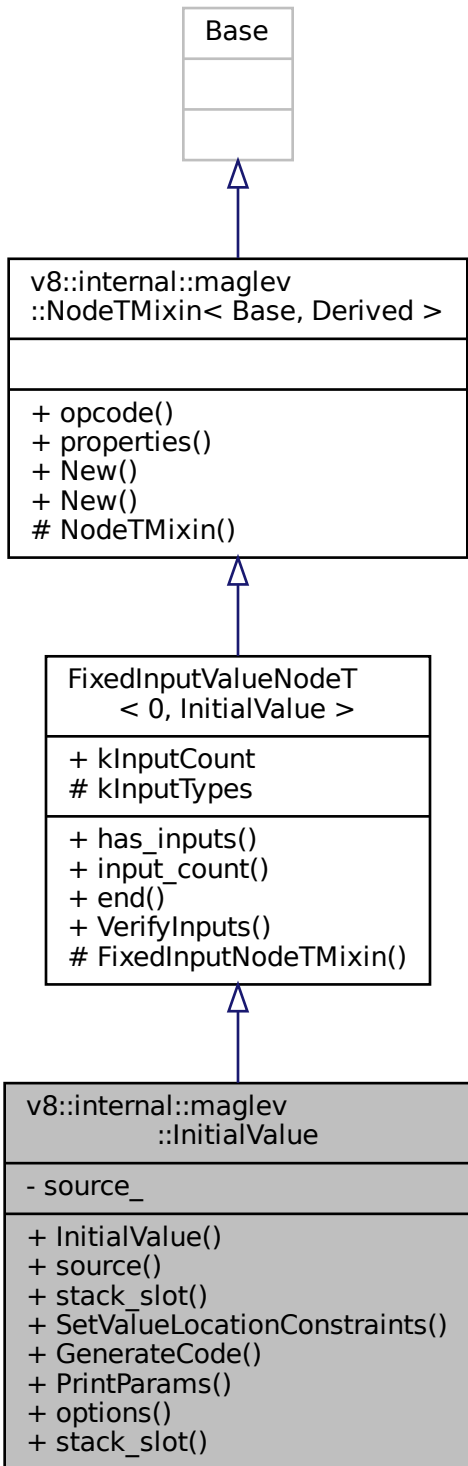 Base
v8::internal::maglev
::NodeTMixin< Base, Derived >
+ opcode()
+ properties()
+ New()
+ New()
# NodeTMixin()
FixedInputValueNodeT
< 0, InitialValue >
+ kInputCount
# kInputTypes
+ has_inputs()
+ input_count()
+ end()
+ VerifyInputs()
# FixedInputNodeTMixin()
v8::internal::maglev
::InitialValue
- source_
+ InitialValue()
+ source()
+ stack_slot()
+ SetValueLocationConstraints()
+ GenerateCode()
+ PrintParams()
+ options()
+ stack_slot()